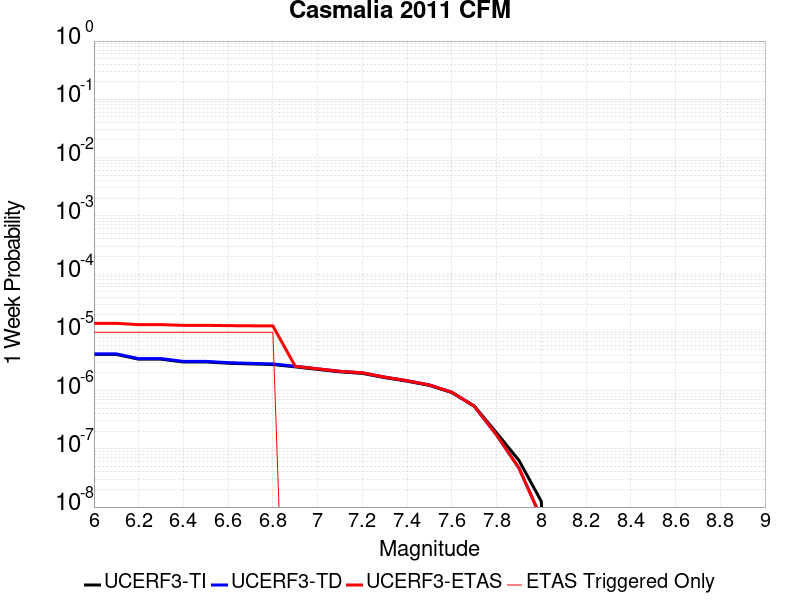 Casmalia 2011 CFM
10^0
10^-1
10^-2
10^-3
10^-4
10^-5
10^-6
10^-7
10^-8
1 Week Probability
6 6.2 6.4 6.6 6.8 7 7.2 7.4 7.6 7.8 8 8.2 8.4 8.6 8.8 9
Magnitude
UCERF3-TI UCERF3-TD UCERF3-ETAS ETAS Triggered Only